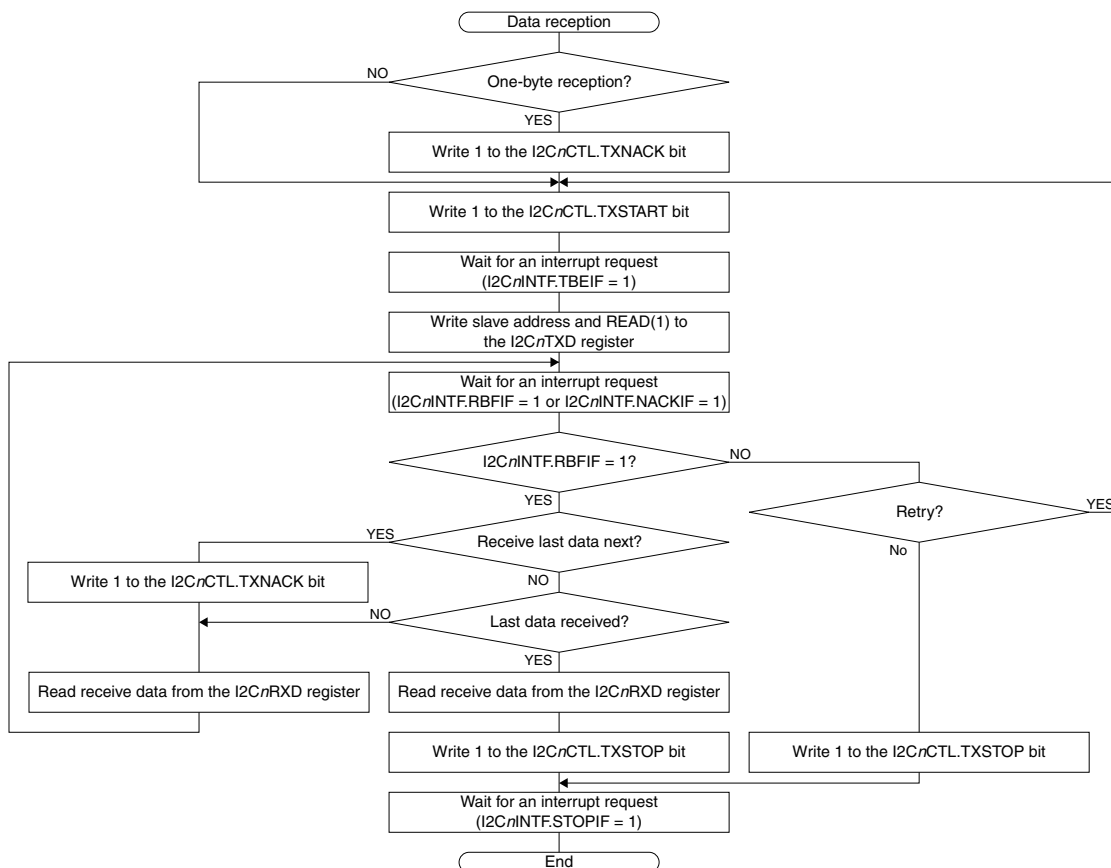 Data reception
NO
One-byte reception?
YES
Write 1 to the I2CnCTL.TXNACK bit
Write 1 to the I2CnCTL.TXSTART bit
Wait for an interrupt request
(I2CnINTF.TBEIF = 1)
Write slave address and READ(1) to
the I2CnTXD register
Wait for an interrupt request
(I2CnINTF.RBFIF = 1 or I2CnINTF.NACKIF = 1)
I2CnINTF.RBFIF = 1?
NO
YES
Retry?
YES
No
YES
Receive last data next?
Write 1 to the I2CnCTL.TXNACK bit
NO
NO
Last data received?
YES
Read receive data from the I2CnRXD register
Read receive data from the I2CnRXD register
Write 1 to the I2CnCTL.TXSTOP bit
Write 1 to the I2CnCTL.TXSTOP bit
Wait for an interrupt request
(I2CnINTF.STOPIF = 1)
End